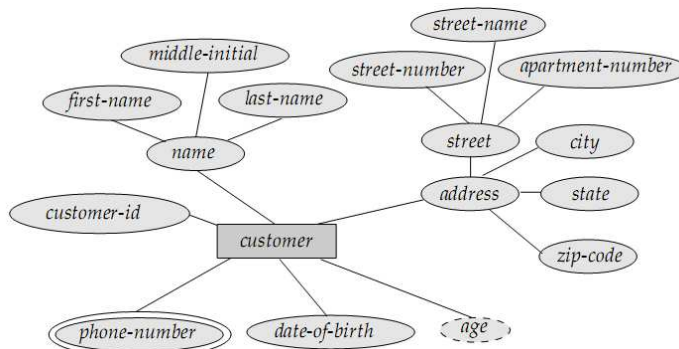 street-name
middle-initial
street-number
apartment-number
first-name
last-name
street
city
name
address
state
customer-id
customer
zip-code
phone-number
date-of-birth
age